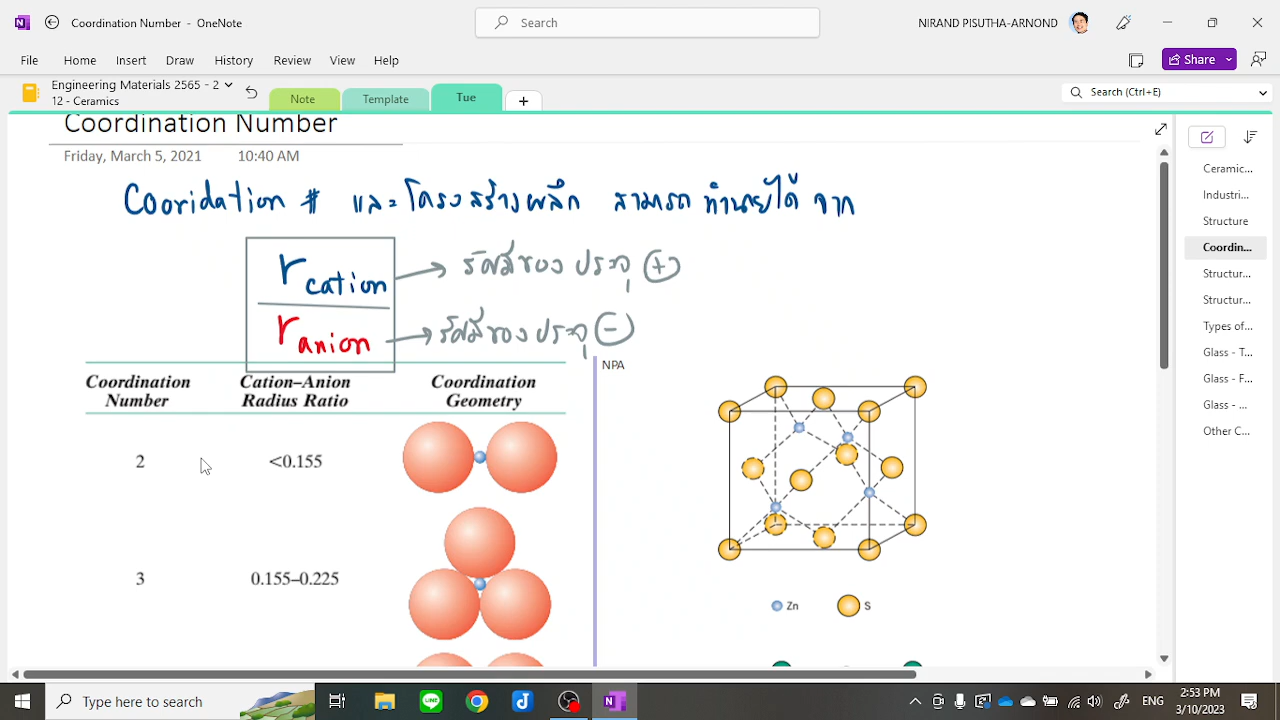 Coordination Number - OneNote
Search
NIRAND PISUTHA-ARNOND
File Home Insert Draw View History Review View Help
Engineering Materials 2565 - 2
12 - Ceramics
Note
Template
Tue
+
Search (Ctrl+E)
Share
Coordination Number
Friday, March 5, 2021 10:40 AM
Cooridation # และโครงสร้างผลึก สามารถทำนายได้ จาก
r cation → รัศมีของ ประจุ +
r anion → รัศมีของ ประจุ -
Coordination Number
Cation–Anion Radius Ratio
Coordination Geometry
2 <0.155
3 0.155–0.225
NPA
Zn S
Ceramic...
Industri...
Structure
Coordin...
Structur...
Structur...
Types of...
Glass - T...
Glass - F...
Glass - ...
Other C...
Type here to search
ENG
2:53 PM
3/10/2023